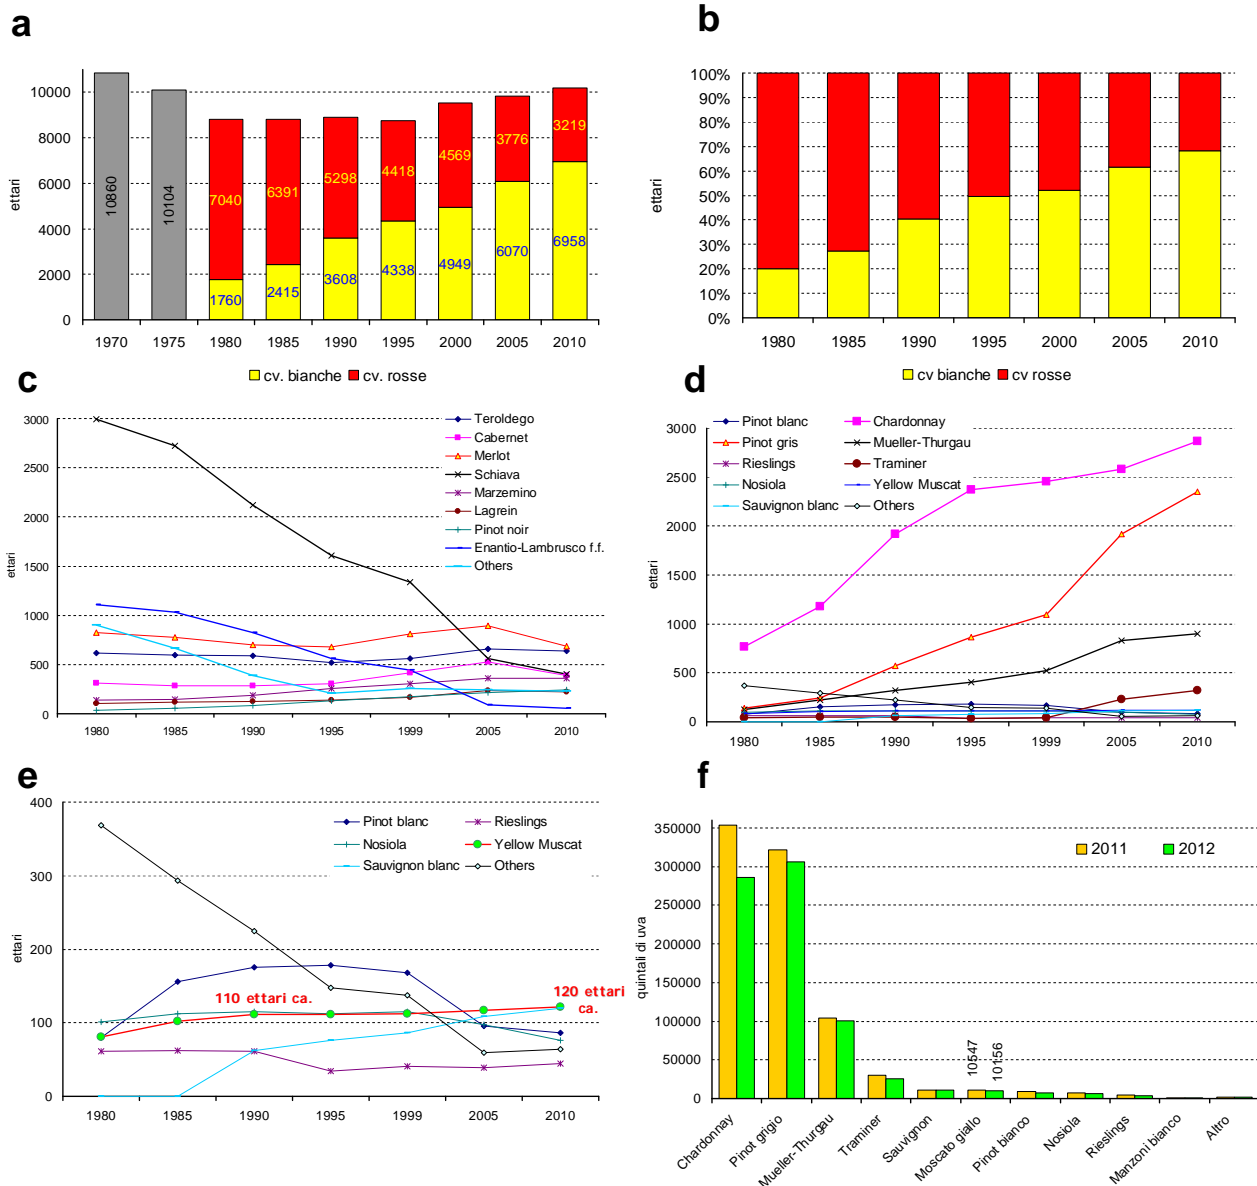 a
ettari
10000
8000
6000
4000
2000
0
10860
10104
7040
6391
5298
4418
4569
3776
3219
1760
2415
3608
4338
4949
6070
6958
1970 1975 1980 1985 1990 1995 2000 2005 2010
cv. bianche cv. rosse
b
ettari
100%
90%
80%
70%
60%
50%
40%
30%
20%
10%
0%
1980 1985 1990 1995 2000 2005 2010
cv bianche cv rosse
c
ettari
3000
2500
2000
1500
1000
500
0
Teroldego
Cabernet
Merlot
Schiava
Marzemino
Lagrein
Pinot noir
Enantio-Lambrusco f.f.
Others
1980 1985 1990 1995 1999 2005 2010
d
ettari
3000
2500
2000
1500
1000
500
0
Pinot blanc Chardonnay
Pinot gris Mueller-Thurgau
Rieslings Traminer
Nosiola Yellow Muscat
Sauvignon blanc Others
1980 1985 1990 1995 1999 2005 2010
e
ettari
400
300
200
100
0
Pinot blanc Rieslings
Nosiola Yellow Muscat
Sauvignon blanc Others
110 ettari ca.
120 ettari
ca.
1980 1985 1990 1995 1999 2005 2010
f
quintali di uva
350000
300000
250000
200000
150000
100000
50000
0
2011 2012
10547
10156
Chardonnay
Pinot grigio
Mueller-Thurgau
Traminer
Sauvignon
Moscato giallo
Pinot bianco
Nosiola
Rieslings
Manzoni bianco
Altro